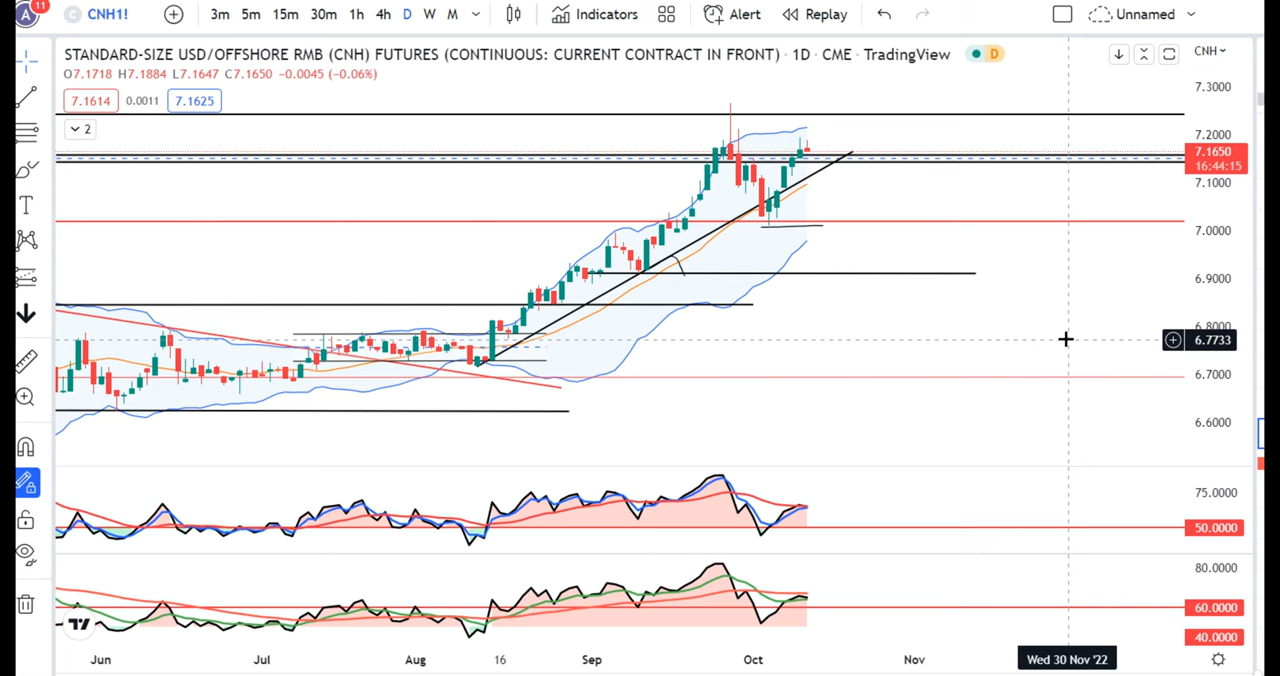 A 11 C CNH1! 3m 5m 15m 30m 1h 4h D W M Indicators Alert Replay Unnamed
STANDARD-SIZE USD/OFFSHORE RMB (CNH) FUTURES (CONTINUOUS: CURRENT CONTRACT IN FRONT) · 1D · CME · TradingView D CNH
O7.1718 H7.1884 L7.1647 C7.1650 −0.0045 (−0.06%)
7.1614 0.0011 7.1625
2
7.3000
7.2000
7.1650
16:44:15
7.1000
7.0000
6.9000
6.8000
6.7733
6.7000
6.6000
75.0000
50.0000
80.0000
60.0000
40.0000
Jun Jul Aug 16 Sep Oct Nov Wed 30 Nov '22
T